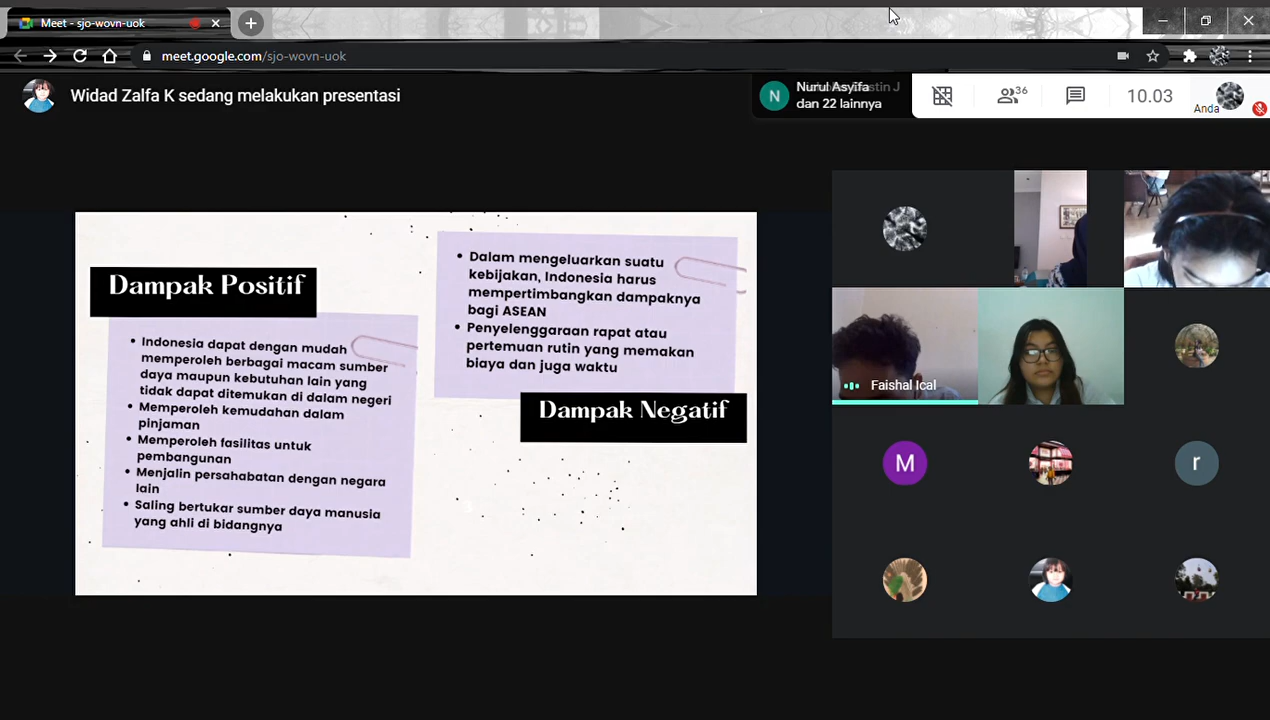 Meet - sjo-wovn-uok
meet.google.com/sjo-wovn-uok
Widad Zalfa K sedang melakukan presentasi
N
Nurul Asyifa
dan 22 lainnya
36
10.03
Anda
Dampak Positif
Indonesia dapat dengan mudah
memperoleh berbagai macam sumber
daya maupun kebutuhan lain yang
tidak dapat ditemukan di dalam negeri
Memperoleh kemudahan dalam
pinjaman
Memperoleh fasilitas untuk
pembangunan
Menjalin persahabatan dengan negara
lain
Saling bertukar sumber daya manusia
yang ahli di bidangnya
Dalam mengeluarkan suatu
kebijakan, Indonesia harus
mempertimbangkan dampaknya
bagi ASEAN
Penyelenggaraan rapat atau
pertemuan rutin yang memakan
biaya dan juga waktu
Dampak Negatif
3
Faishal Ical
M
r